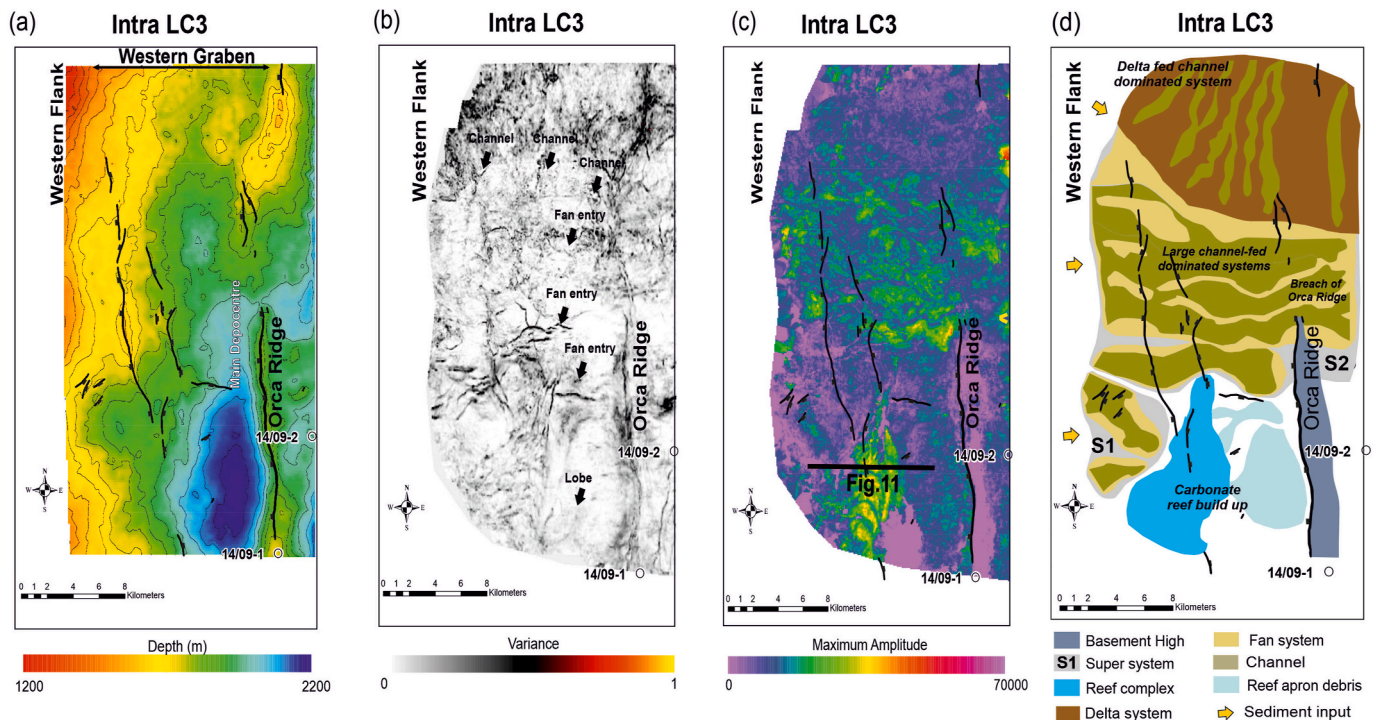 (a)
Intra LC3
Western Graben
Western Flank
Main Depocentre
Orca Ridge
14/09-2
14/09-1
N
W E
S
0 1 2 4 6 8
Kilometers
Depth (m)
1200 2200
(b)
Intra LC3
Western Flank
Channel
Channel
Channel
Fan entry
Fan entry
Fan entry
Orca Ridge
14/09-2
Lobe
14/09-1
N
W E
S
0 1 2 4 6 8
Kilometers
Variance
0 1
(c)
Intra LC3
Western Flank
Orca Ridge
14/09-2
Fig.11
14/09-1
N
W E
S
0 1 2 4 6 8
Kilometers
Maximum Amplitude
0 70000
(d)
Intra LC3
Western Flank
Delta fed channel
dominated system
Large channel-fed
dominated systems
Breach of
Orca Ridge
S2
Orca Ridge
S1
14/09-2
Carbonate
reef build up
14/09-1
N
W E
S
0 1 2 4 6 8
Kilometers
Basement High
S1 Super system
Reef complex
Delta system
Fan system
Channel
Reef apron debris
Sediment input